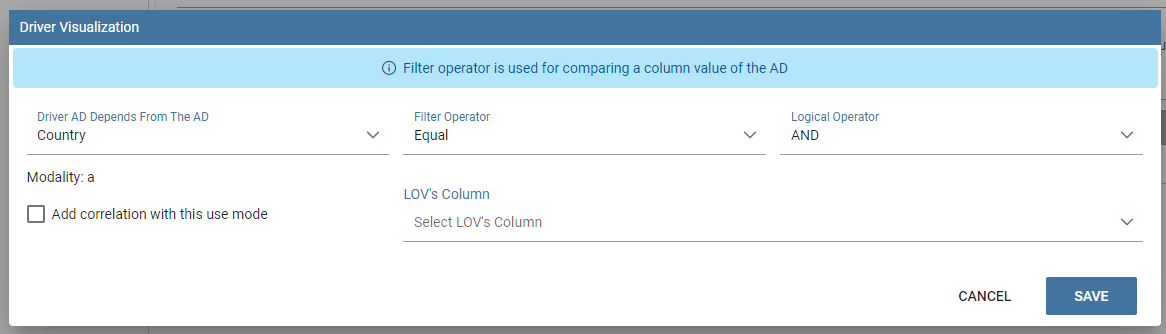 Driver Visualization
Filter operator is used for comparing a column value of the AD
Driver AD Depends From The AD
Country
Filter Operator
Equal
Logical Operator
AND
Modality: a
Add correlation with this use mode
LOV's Column
Select LOV's Column
CANCEL
SAVE